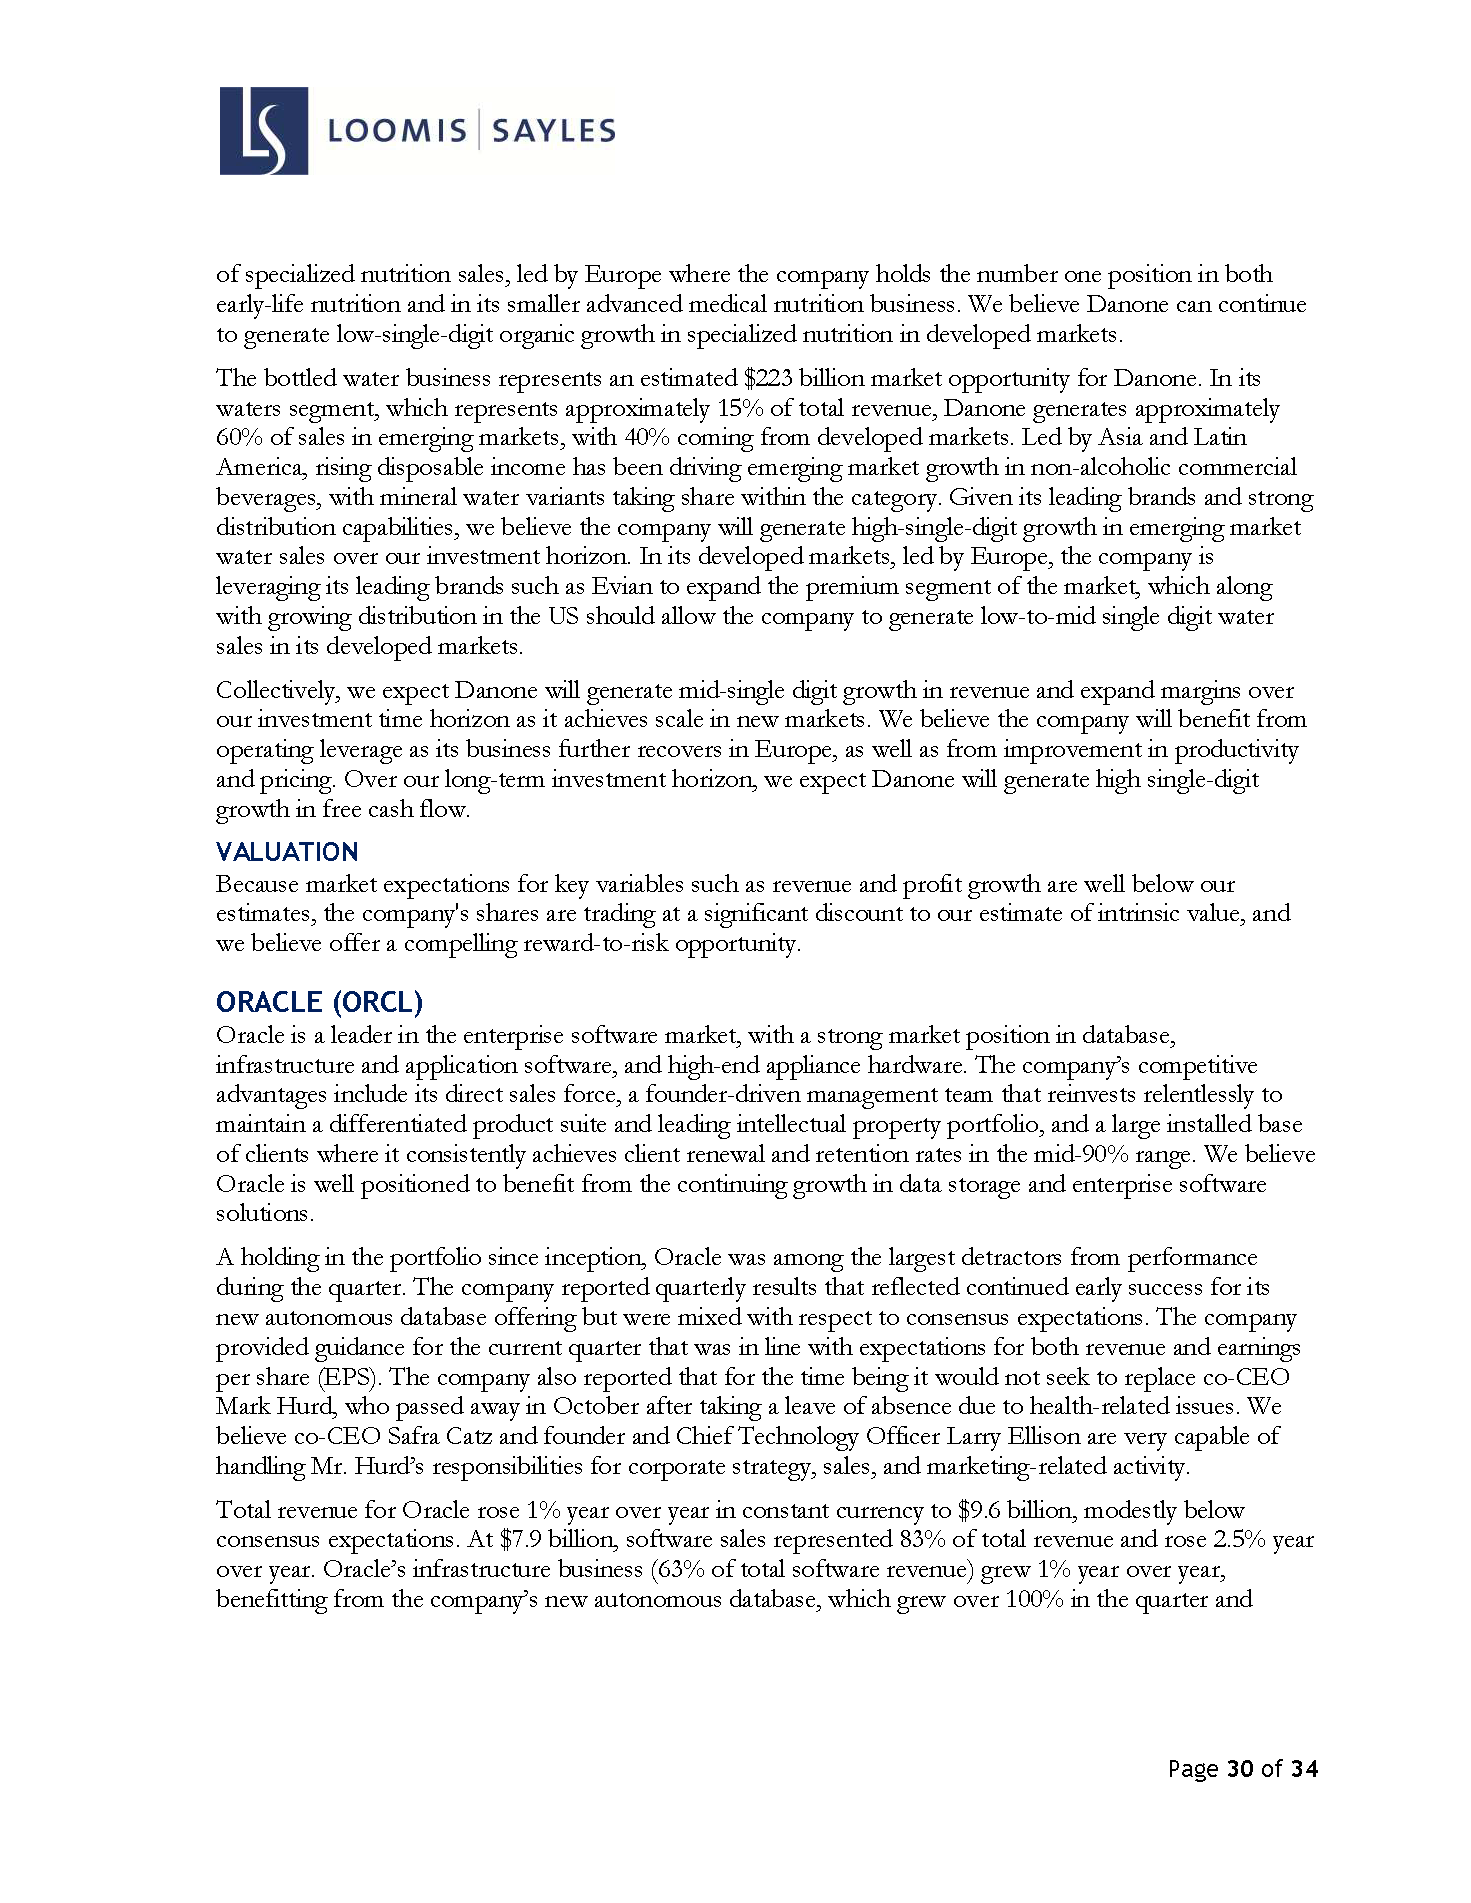 LS LOOMIS | SAYLES
of specialized nutrition sales, led by Europe where the company holds the number one position in both
early-life nutrition and in its smaller advanced medical nutrition business. We believe Danone can continue
to generate low-single-digit organic growth in specialized nutrition in developed markets.
The bottled water business represents an estimated $223 billion market opportunity for Danone. In its
waters segment, which represents approximately 15% of total revenue, Danone generates approximately
60% of sales in emerging markets, with 40% coming from developed markets. Led by Asia and Latin
America, rising disposable income has been driving emerging market growth in non-alcoholic commercial
beverages, with mineral water variants taking share within the category. Given its leading brands and strong
distribution capabilities, we believe the company will generate high-single-digit growth in emerging market
water sales over our investment horizon. In its developed markets, led by Europe, the company is
leveraging its leading brands such as Evian to expand the premium segment of the market, which along
with growing distribution in the US should allow the company to generate low-to-mid single digit water
sales in its developed markets.
Collectively, we expect Danone will generate mid-single digit growth in revenue and expand margins over
our investment time horizon as it achieves scale in new markets. We believe the company will benefit from
operating leverage as its business further recovers in Europe, as well as from improvement in productivity
and pricing. Over our long-term investment horizon, we expect Danone will generate high single-digit
growth in free cash flow.
VALUATION
Because market expectations for key variables such as revenue and profit growth are well below our
estimates, the company's shares are trading at a significant discount to our estimate of intrinsic value, and
we believe offer a compelling reward-to-risk opportunity.
ORACLE (ORCL)
Oracle is a leader in the enterprise software market, with a strong market position in database,
infrastructure and application software, and high-end appliance hardware. The company’s competitive
advantages include its direct sales force, a founder-driven management team that reinvests relentlessly to
maintain a differentiated product suite and leading intellectual property portfolio, and a large installed base
of clients where it consistently achieves client renewal and retention rates in the mid-90% range. We believe
Oracle is well positioned to benefit from the continuing growth in data storage and enterprise software
solutions.
A holding in the portfolio since inception, Oracle was among the largest detractors from performance
during the quarter. The company reported quarterly results that reflected continued early success for its
new autonomous database offering but were mixed with respect to consensus expectations. The company
provided guidance for the current quarter that was in line with expectations for both revenue and earnings
per share (EPS). The company also reported that for the time being it would not seek to replace co-CEO
Mark Hurd, who passed away in October after taking a leave of absence due to health-related issues. We
believe co-CEO Safra Catz and founder and Chief Technology Officer Larry Ellison are very capable of
handling Mr. Hurd’s responsibilities for corporate strategy, sales, and marketing-related activity.
Total revenue for Oracle rose 1% year over year in constant currency to $9.6 billion, modestly below
consensus expectations. At $7.9 billion, software sales represented 83% of total revenue and rose 2.5% year
over year. Oracle’s infrastructure business (63% of total software revenue) grew 1% year over year,
benefitting from the company’s new autonomous database, which grew over 100% in the quarter and
Page 30 of 34